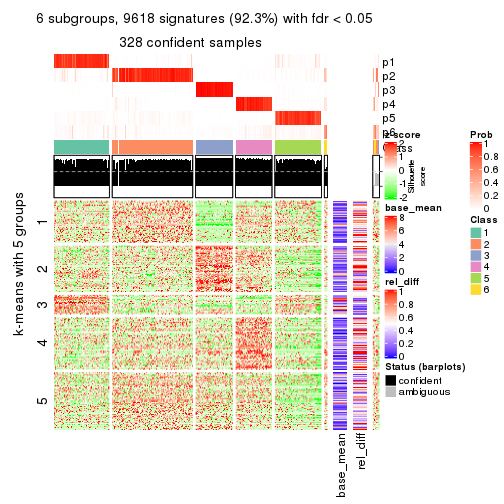 6 subgroups, 9618 signatures (92.3%) with fdr < 0.05
328 confident samples
p1
p2
p3
p4
p5
p6
Class
z-score
2
1
0
-1
-2
Silhouette
score
Prob
1
0.8
0.6
0.4
0.2
0
base_mean
8
6
4
2
0
Class
1
2
3
4
5
6
rel_diff
1
0.8
0.6
0.4
0.2
0
Status (barplots)
confident
ambiguous
k-means with 5 groups
1
2
3
4
5
base_mean
rel_diff